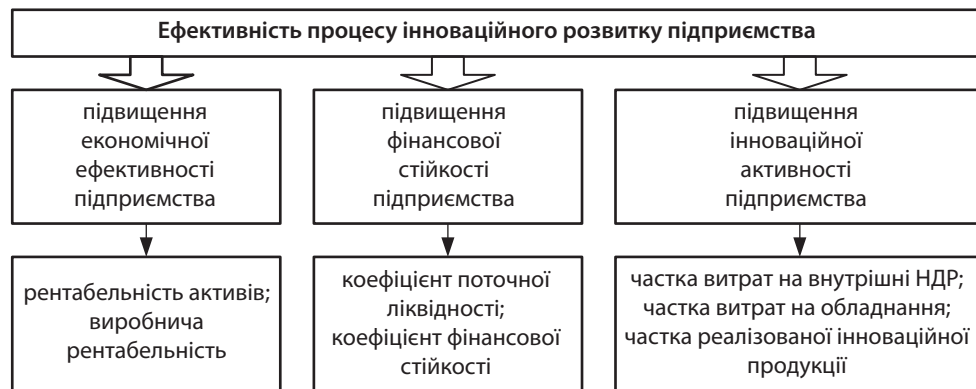 Ефективність процесу інноваційного розвитку підприємства
підвищення
економічної
ефективності
підприємства
підвищення
фінансової
стійкості
підприємства
підвищення
інноваційної
активності
підприємства
рентабельність активів;
виробнича
рентабельність
коефіцієнт поточної
ліквідності;
коефіцієнт фінансової
стійкості
частка витрат на внутрішні НДР;
частка витрат на обладнання;
частка реалізованої інноваційної
продукції